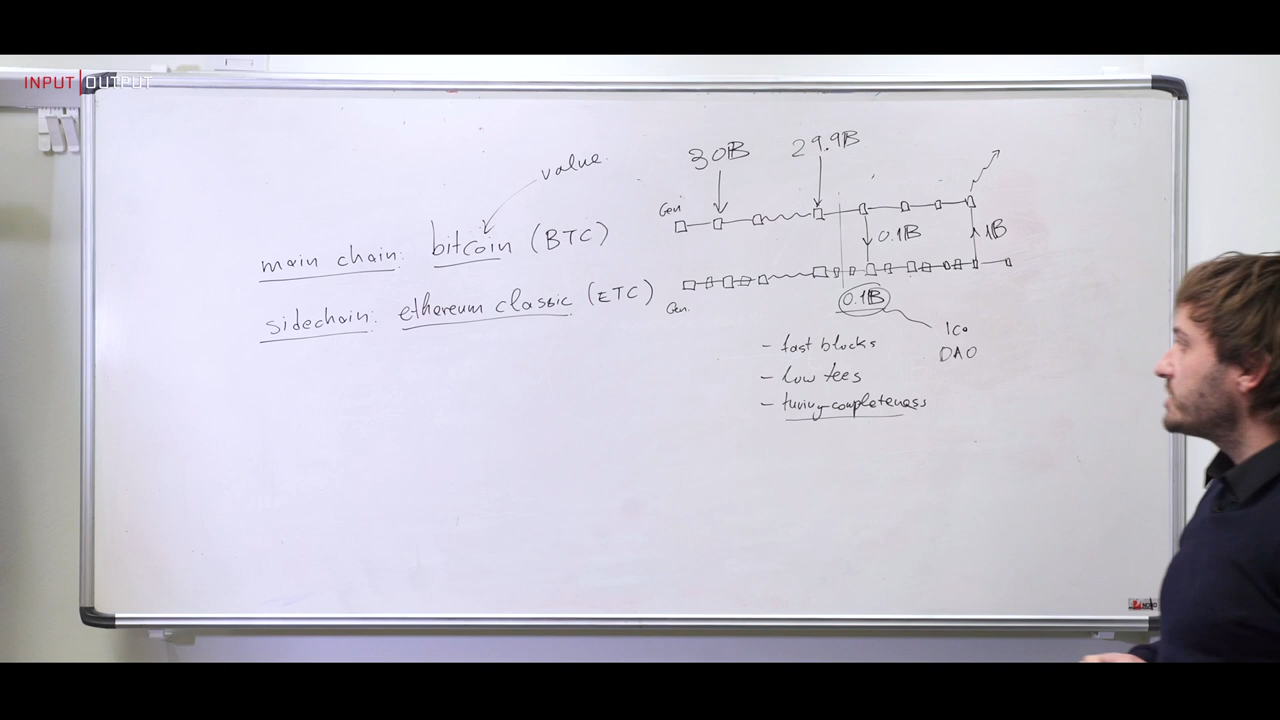 INPUT|OUTPUT
value
main chain: bitcoin (BTC)
sidechain: ethereum classic (ETC)
30B
29.9B
Gen
0.1B
1B
Gen.
0.1B
ICO
DAO
- fast blocks
- low fees
- turing-completeness